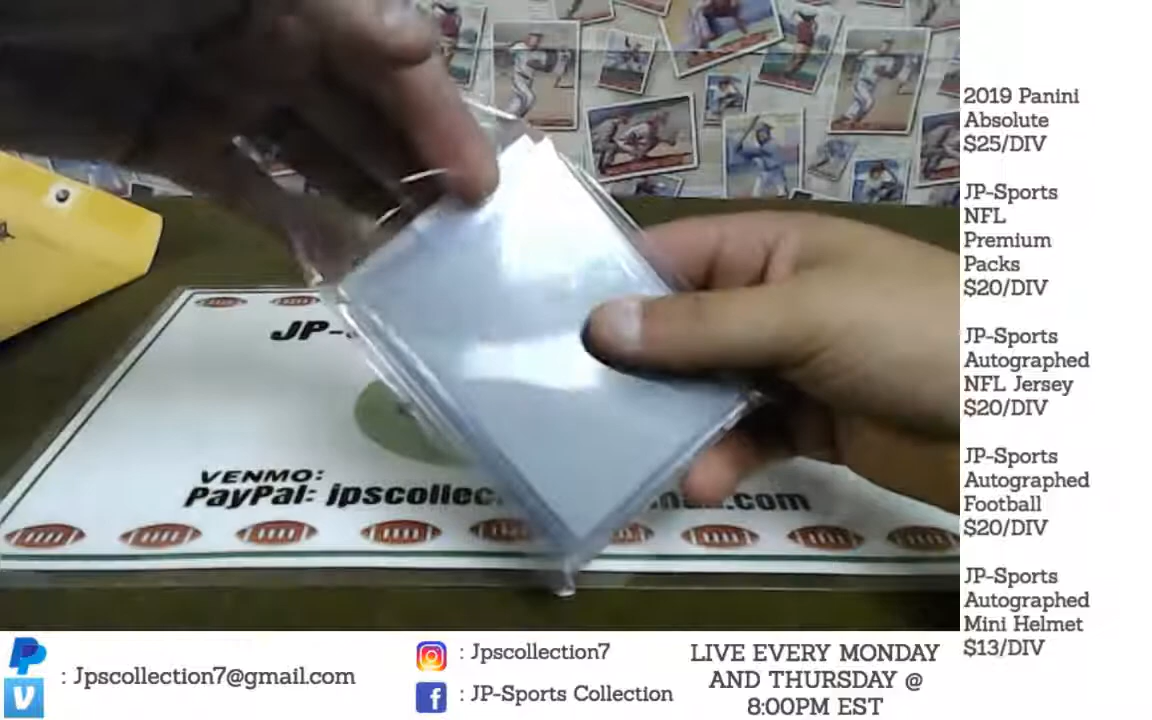 2019 Panini
Absolute
$25/DIV
JP-Sports
NFL
Premium
Packs
$20/DIV
JP-Sports
Autographed
NFL Jersey
$20/DIV
JP-Sports
Autographed
Football
$20/DIV
JP-Sports
Autographed
Mini Helmet
$13/DIV
JP-
VENMO:
PayPal: jpscollec
.com
: Jpscollection7@gmail.com
: Jpscollection7
: JP-Sports Collection
LIVE EVERY MONDAY
AND THURSDAY @
8:00PM EST